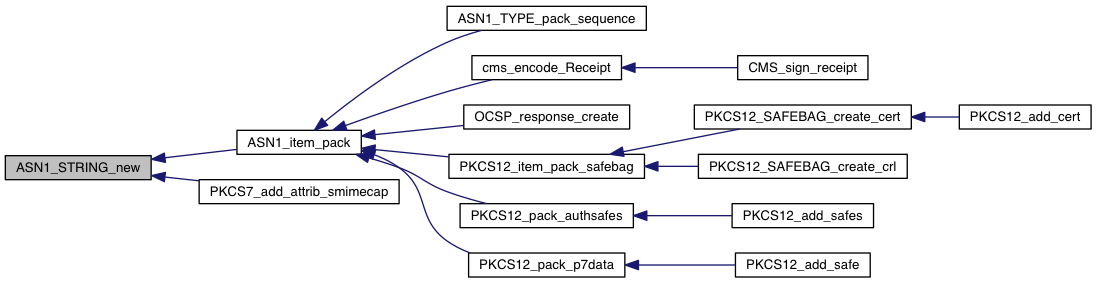 ASN1_TYPE_pack_sequence
cms_encode_Receipt
CMS_sign_receipt
OCSP_response_create
PKCS12_SAFEBAG_create_cert
PKCS12_add_cert
ASN1_item_pack
ASN1_STRING_new
PKCS12_item_pack_safebag
PKCS12_SAFEBAG_create_crl
PKCS7_add_attrib_smimecap
PKCS12_pack_authsafes
PKCS12_add_safes
PKCS12_pack_p7data
PKCS12_add_safe